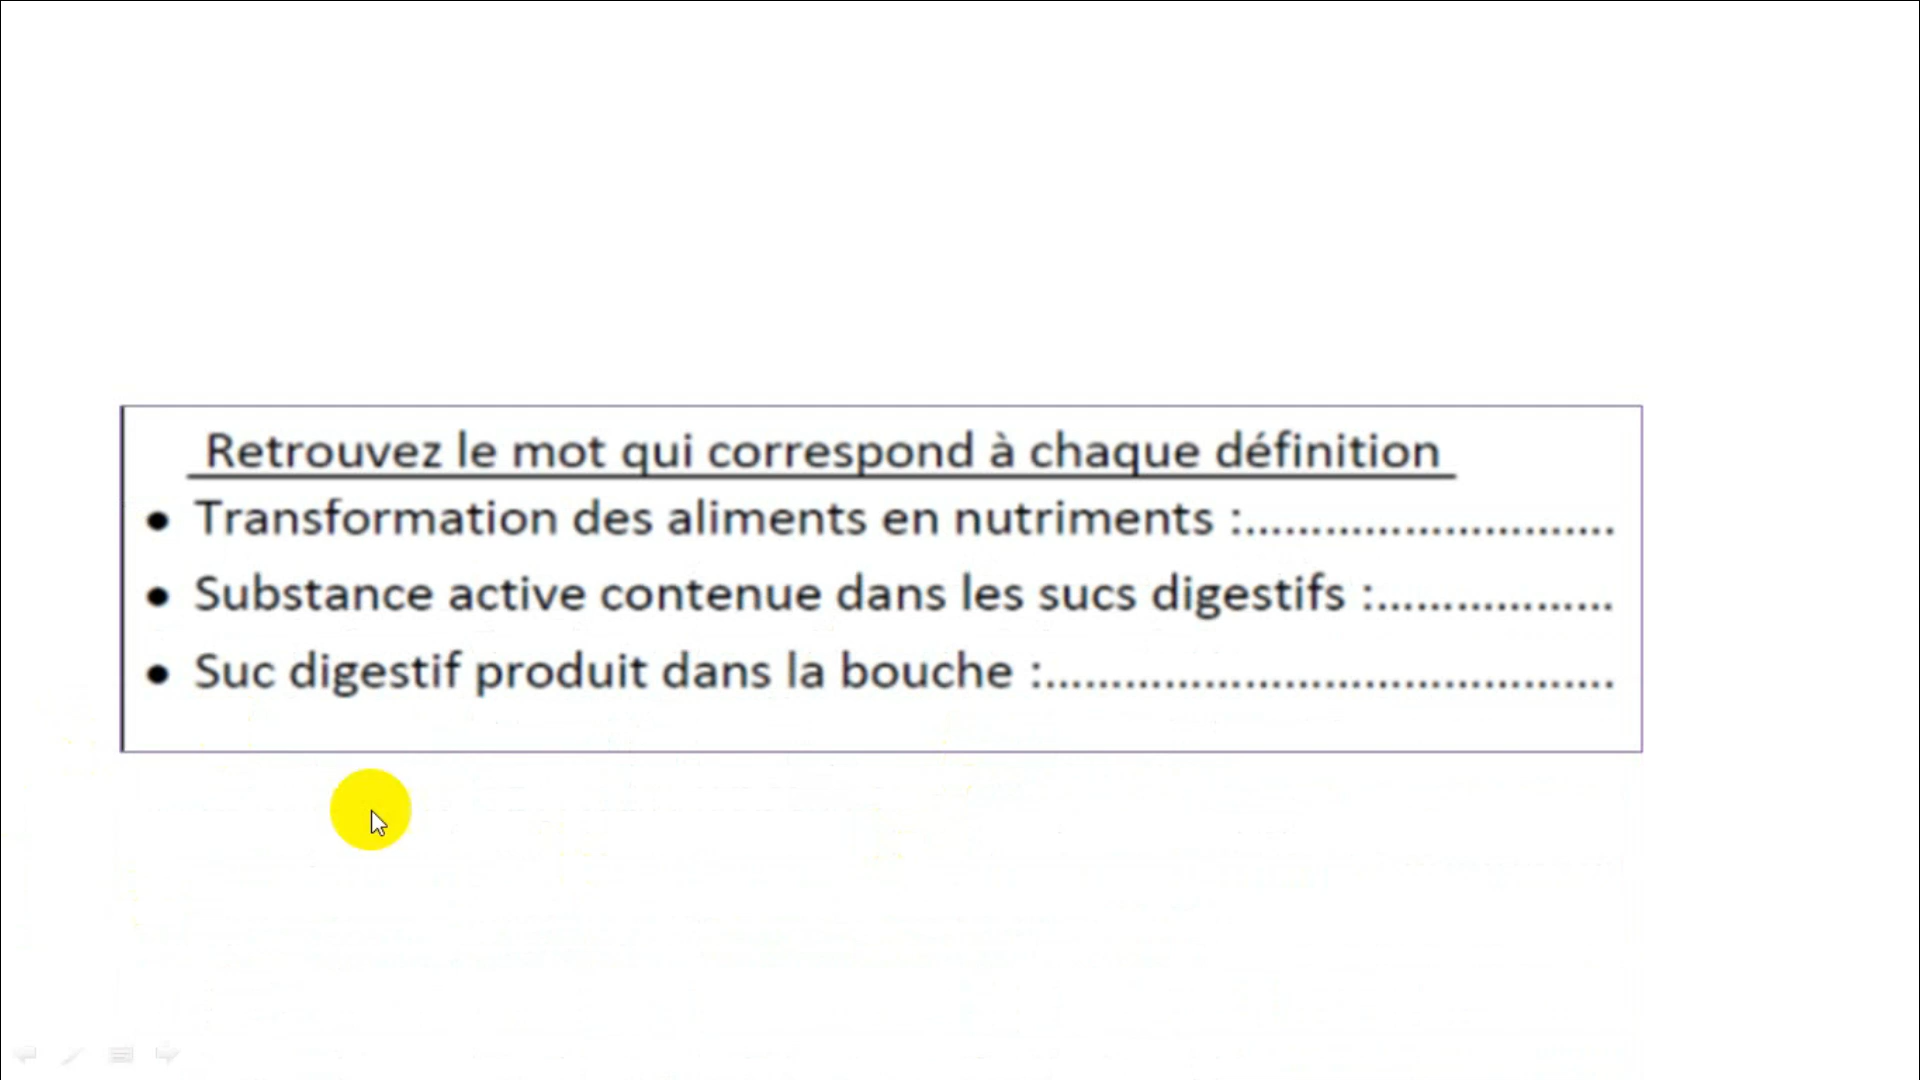 Retrouvez le mot qui correspond à chaque définition
● Transformation des aliments en nutriments :............................
● Substance active contenue dans les sucs digestifs :..................
● Suc digestif produit dans la bouche :...........................................